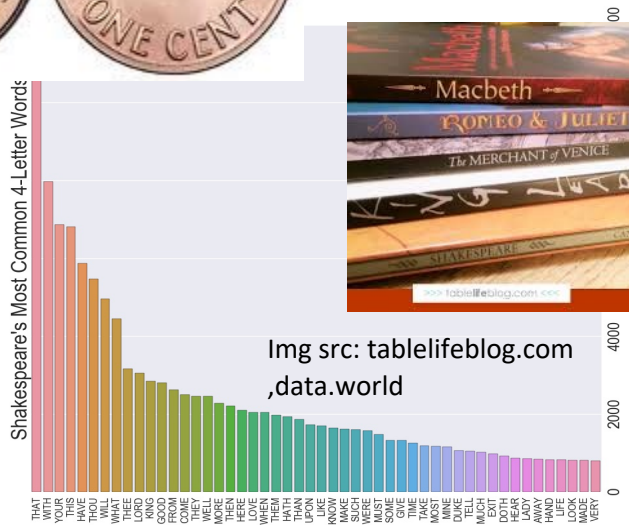 ONE CENT
Macbeth
Macbeth
ROMEO & JULIET
The MERCHANT of VENICE
SHAKESPEARE
>>> tablelifeblog.com <<<
Shakespeare's Most Common 4-Letter Words
Img src: tablelifeblog.com
,data.world
00
4000
2000
0
THAT
WITH
YOUR
THIS
HAVE
THOU
WILL
WHAT
THEE
LORD
KING
GOOD
FROM
COME
THEY
WELL
MORE
THEN
HERE
LOVE
WHEN
THEM
HATH
THAN
UPON
LIKE
KNOW
MAKE
SUCH
WERE
MUST
SOME
GIVE
TIME
TAKE
MOST
MINE
DUKE
TELL
MUCH
EXIT
DOTH
HEAR
LADY
AWAY
HAND
LIFE
LOOK
MADE
VERY